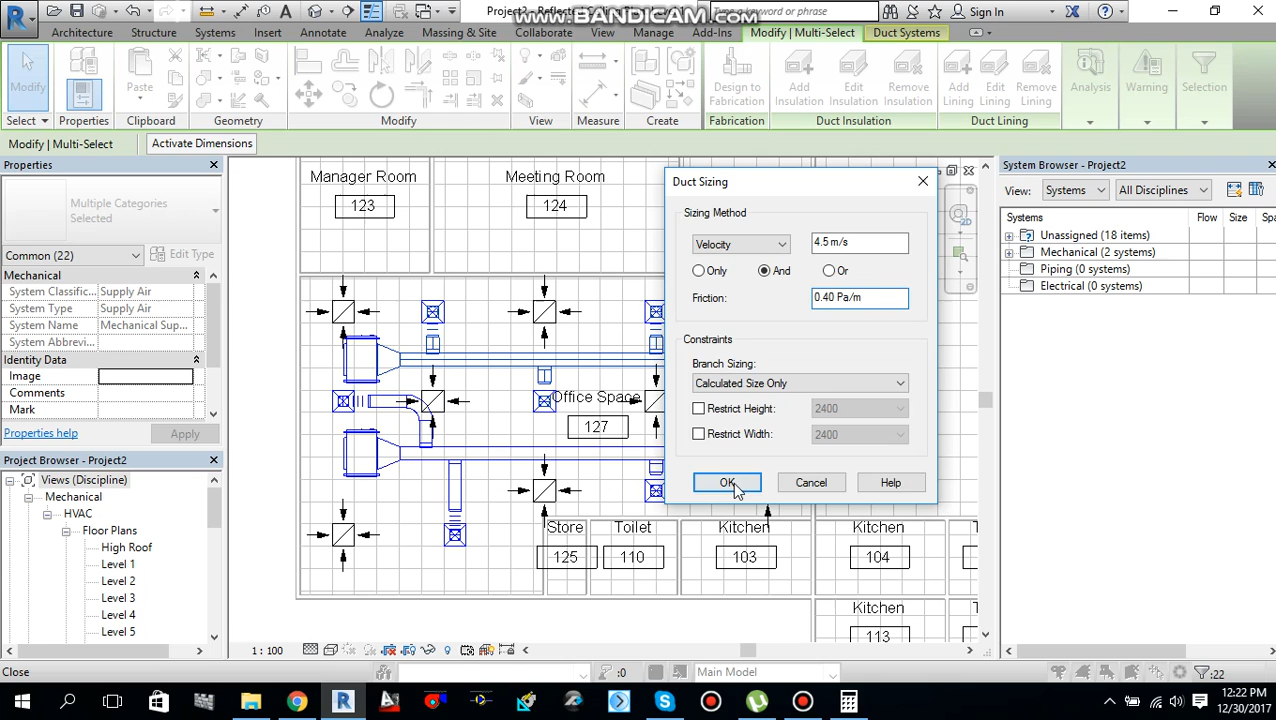 Project2 - Reflected Ceiling Pla
www.BANDICAM.com
Type a keyword or phrase
Sign In
Architecture Structure Systems Insert Annotate Analyze Massing & Site Collaborate View Manage Add-Ins Modify | Multi-Select Duct Systems
Modify
Paste
Design to Fabrication
Add Insulation
Edit Insulation
Remove Insulation
Add Lining
Edit Lining
Remove Lining
Analysis
Warning
Selection
Select Properties Clipboard Geometry Modify View Measure Create Fabrication Duct Insulation Duct Lining
Modify | Multi-Select
Activate Dimensions
Properties
Multiple Categories Selected
Common (22)
Edit Type
Mechanical
System Classific... Supply Air
System Type Supply Air
System Name Mechanical Sup...
System Abbrevi...
Identity Data
Image
Comments
Mark
Properties help
Apply
Project Browser - Project2
Views (Discipline)
Mechanical
HVAC
Floor Plans
High Roof
Level 1
Level 2
Level 3
Level 4
Level 5
Manager Room
123
Meeting Room
124
Office Space
127
Store
125
Toilet
110
Kitchen
103
Kitchen
104
Kitchen
113
T
1
T
1
Duct Sizing
Sizing Method
Velocity
4.5 m/s
Only
And
Or
Friction:
0.40 Pa/m
Constraints
Branch Sizing:
Calculated Size Only
Restrict Height:
2400
Restrict Width:
2400
OK
Cancel
Help
System Browser - Project2
View:
Systems
All Disciplines
Systems Flow Size Spa
Unassigned (18 items)
Mechanical (2 systems)
Piping (0 systems)
Electrical (0 systems)
1 : 100
Close
:0
Main Model
:22
12:22 PM
12/30/2017